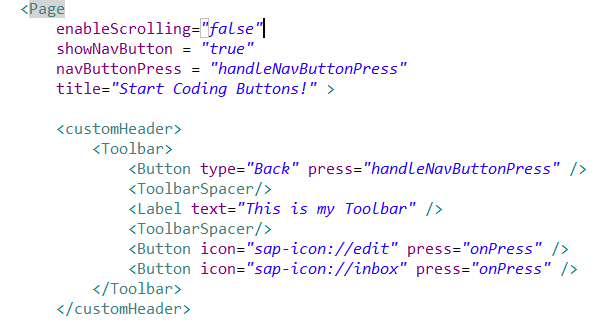 <Page
enableScrolling="false"
showNavButton = "true"
navButtonPress = "handleNavButtonPress"
title="Start Coding Buttons!" >
<customHeader>
<Toolbar>
<Button type="Back" press="handleNavButtonPress" />
<ToolbarSpacer/>
<Label text="This is my Toolbar" />
<ToolbarSpacer/>
<Button icon="sap-icon://edit" press="onPress" />
<Button icon="sap-icon://inbox" press="onPress" />
</Toolbar>
</customHeader>